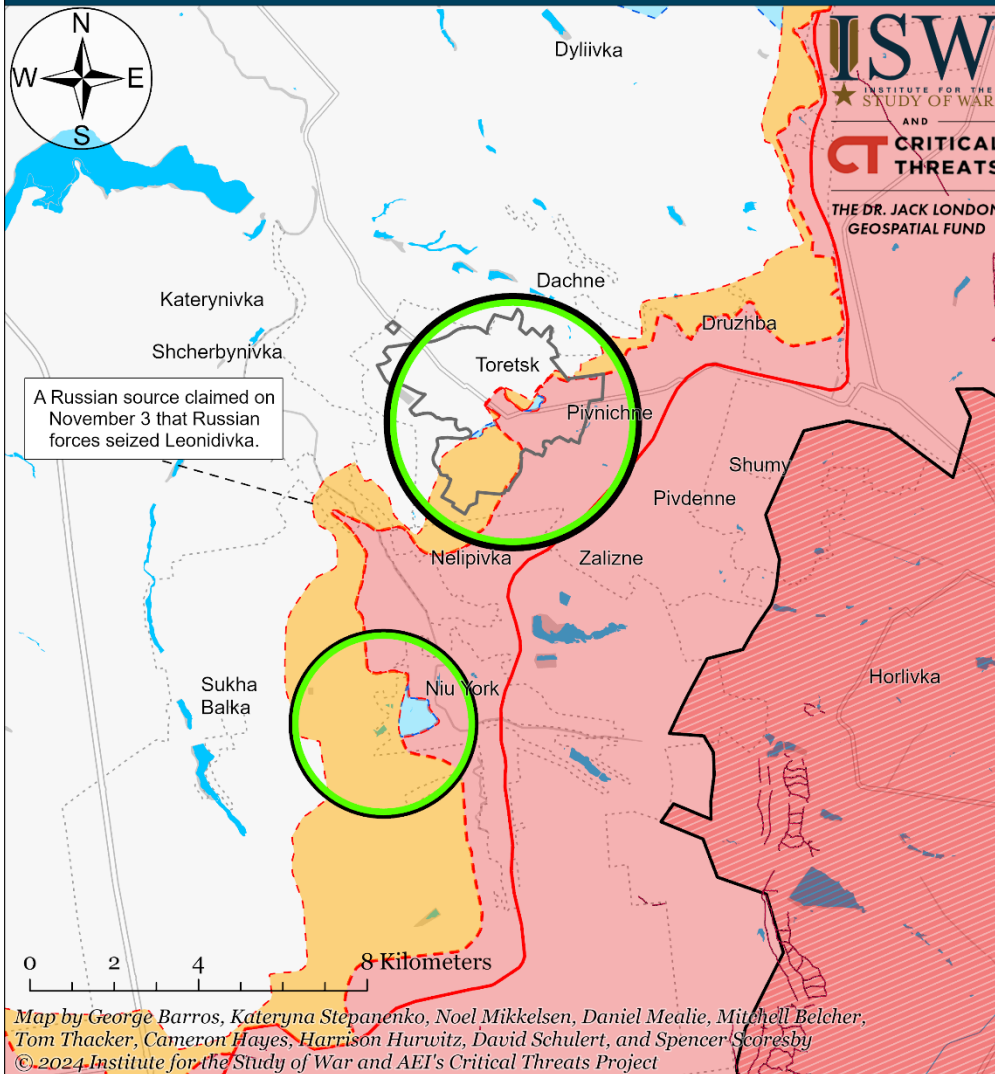 N
W
E
S
Dyliivka
ISW
INSTITUTE FOR THE
STUDY OF WAR
AND
CT CRITICAL
THREATS
THE DR. JACK LONDON
GEOSPATIAL FUND
Dachne
Katerynivka
Druzhba
Shcherbynivka
Toretsk
A Russian source claimed on
November 3 that Russian
forces seized Leonidivka.
Pivnichne
Shumy
Pivdenne
Nelipivka
Zalizne
Horlivka
Sukha
Balka
Niu York
0 2 4 8 Kilometers
Map by George Barros, Kateryna Stepanenko, Noel Mikkelsen, Daniel Mealie, Mitchell Belcher,
Tom Thacker, Cameron Hayes, Harrison Hurwitz, David Schulert, and Spencer Scoresby
© 2024 Institute for the Study of War and AEI's Critical Threats Project